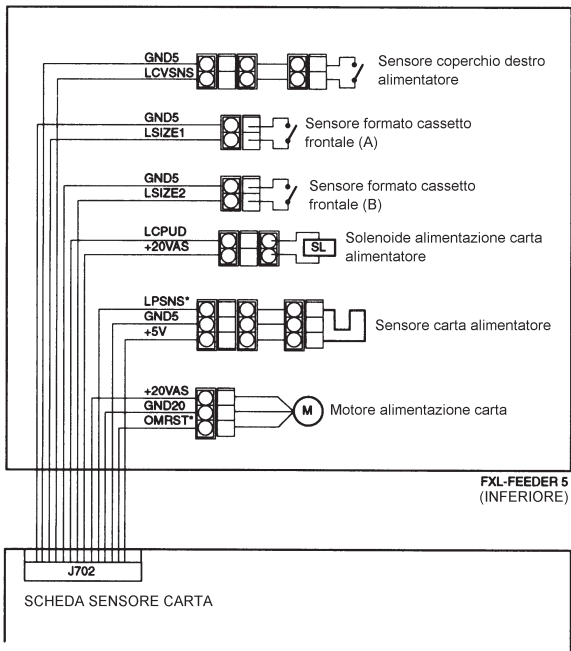 GND5
LCVSNS
Sensore coperchio destro
alimentatore
GND5
LSIZE1
Sensore formato cassetto
frontale (A)
GND5
LSIZE2
Sensore formato cassetto
frontale (B)
LCPUD
+20VAS
SL
Solenoide alimentazione carta
alimentatore
LPSNS*
GND5
+5V
Sensore carta alimentatore
+20VAS
GND20
OMRST*
M
Motore alimentazione carta
FXL-FEEDER 5
(INFERIORE)
J702
SCHEDA SENSORE CARTA